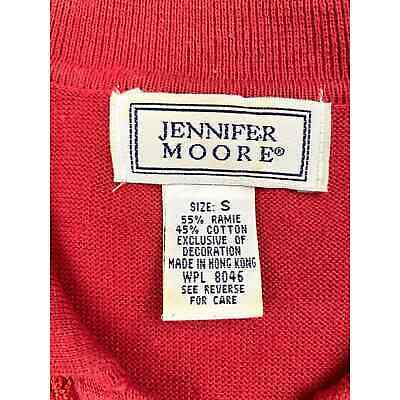 JENNIFER
MOORE®
SIZE: S
55% RAMIE
45% COTTON
EXCLUSIVE OF
DECORATION
MADE IN HONG KONG
WPL 8046
SEE REVERSE
FOR CARE